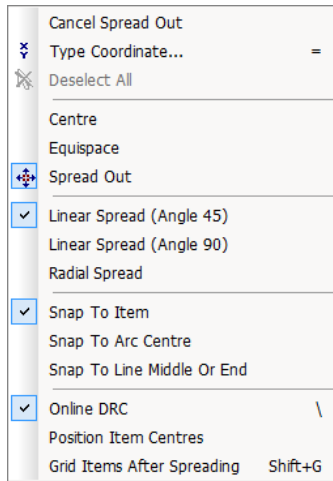 Cancel Spread Out
Type Coordinate... =
Deselect All
Centre
Equispace
Spread Out
Linear Spread (Angle 45)
Linear Spread (Angle 90)
Radial Spread
Snap To Item
Snap To Arc Centre
Snap To Line Middle Or End
Online DRC \
Position Item Centres
Grid Items After Spreading Shift+G